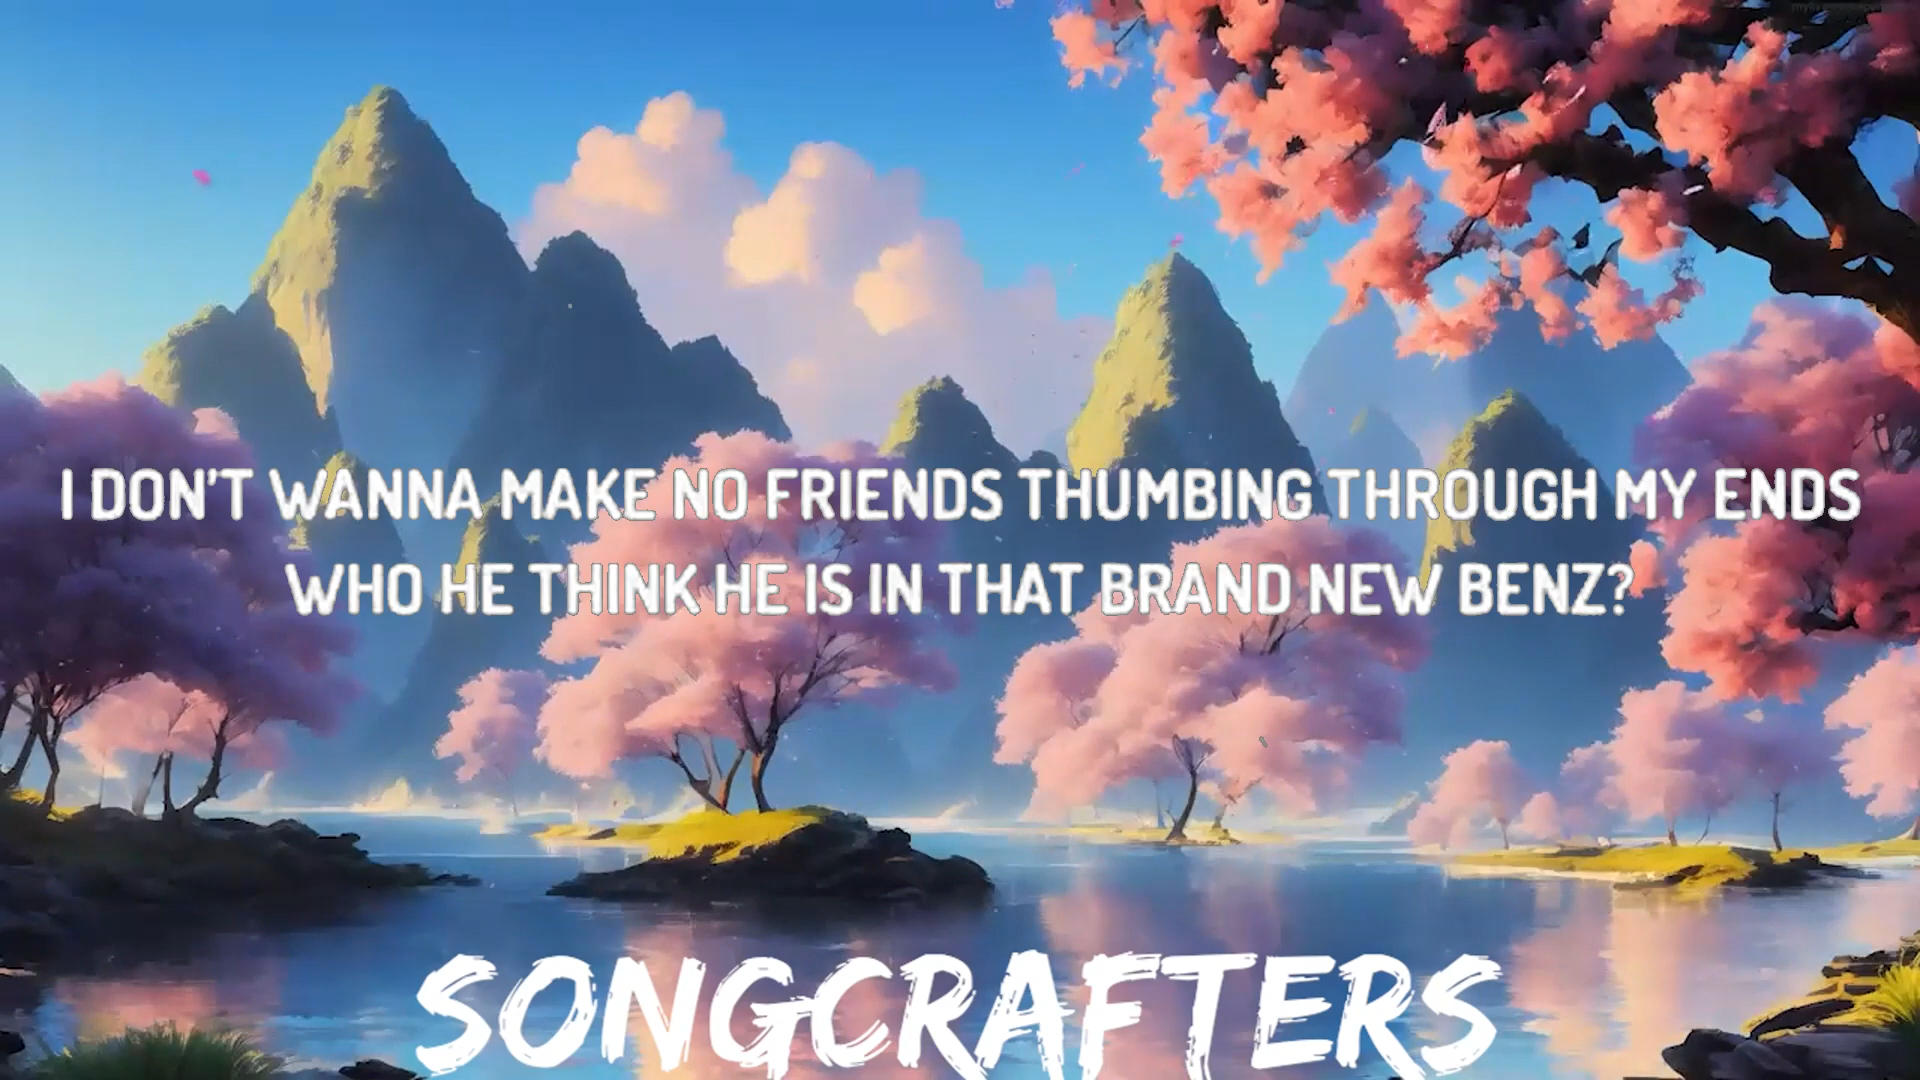 I DON'T WANNA MAKE NO FRIENDS THUMBING THROUGH MY ENDS
WHO HE THINK HE IS IN THAT BRAND NEW BENZ?
SONGCRAFTERS